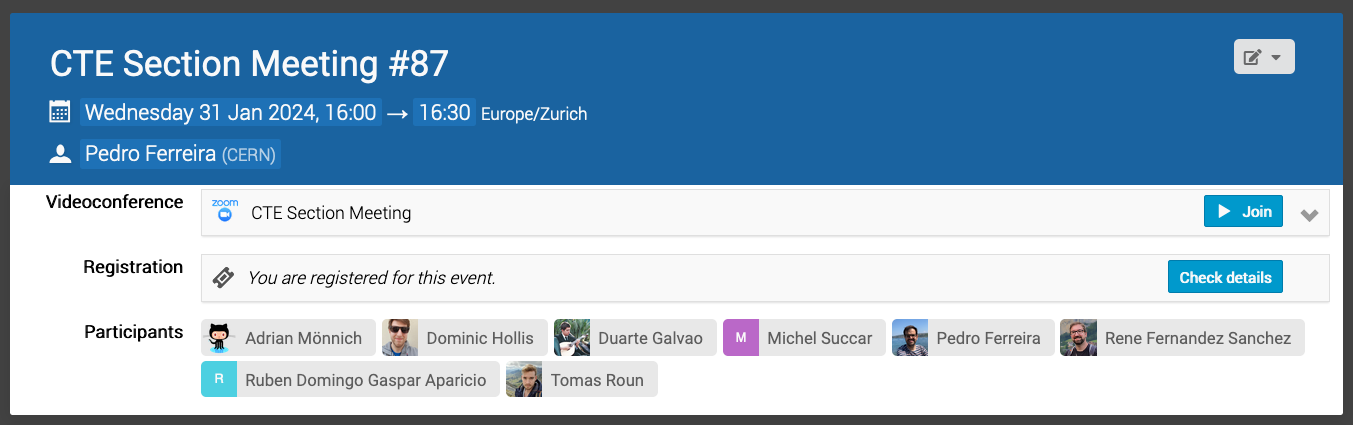 CTE Section Meeting #87
Wednesday 31 Jan 2024, 16:00 → 16:30 Europe/Zurich
Pedro Ferreira (CERN)
Videoconference zoom CTE Section Meeting Join
Registration You are registered for this event. Check details
Participants Adrian Mönnich Dominic Hollis Duarte Galvao M Michel Succar Pedro Ferreira Rene Fernandez Sanchez
R Ruben Domingo Gaspar Aparicio Tomas Roun